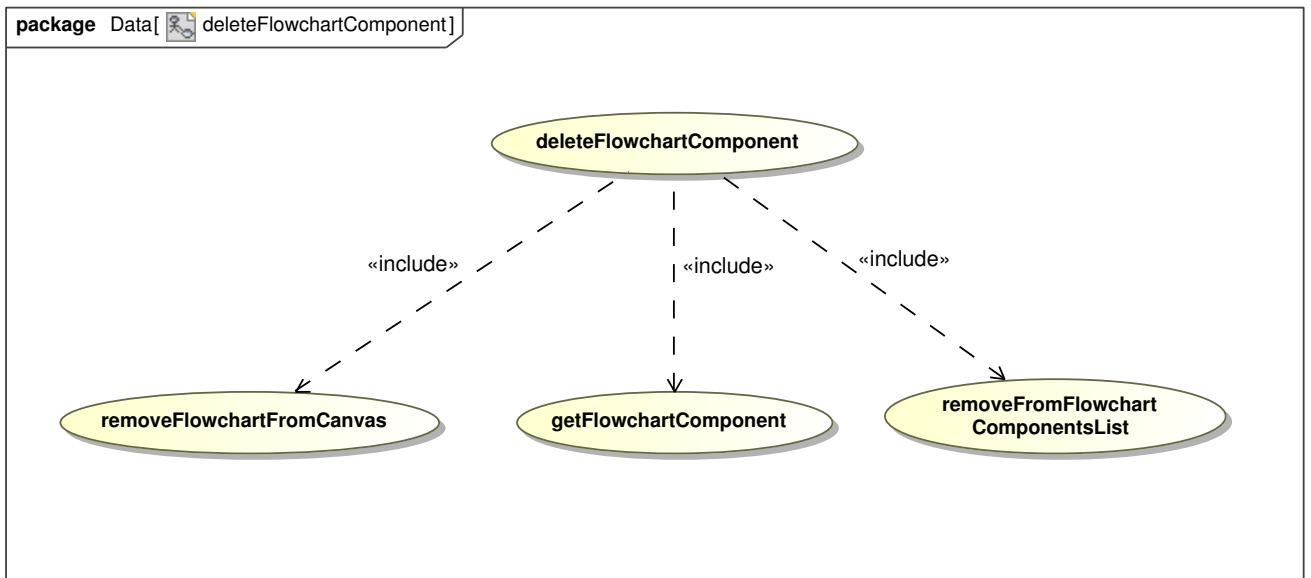 package Data[ deleteFlowchartComponent]
deleteFlowchartComponent
«include»
«include»
«include»
removeFlowchartFromCanvas
getFlowchartComponent
removeFromFlowchart
ComponentsList